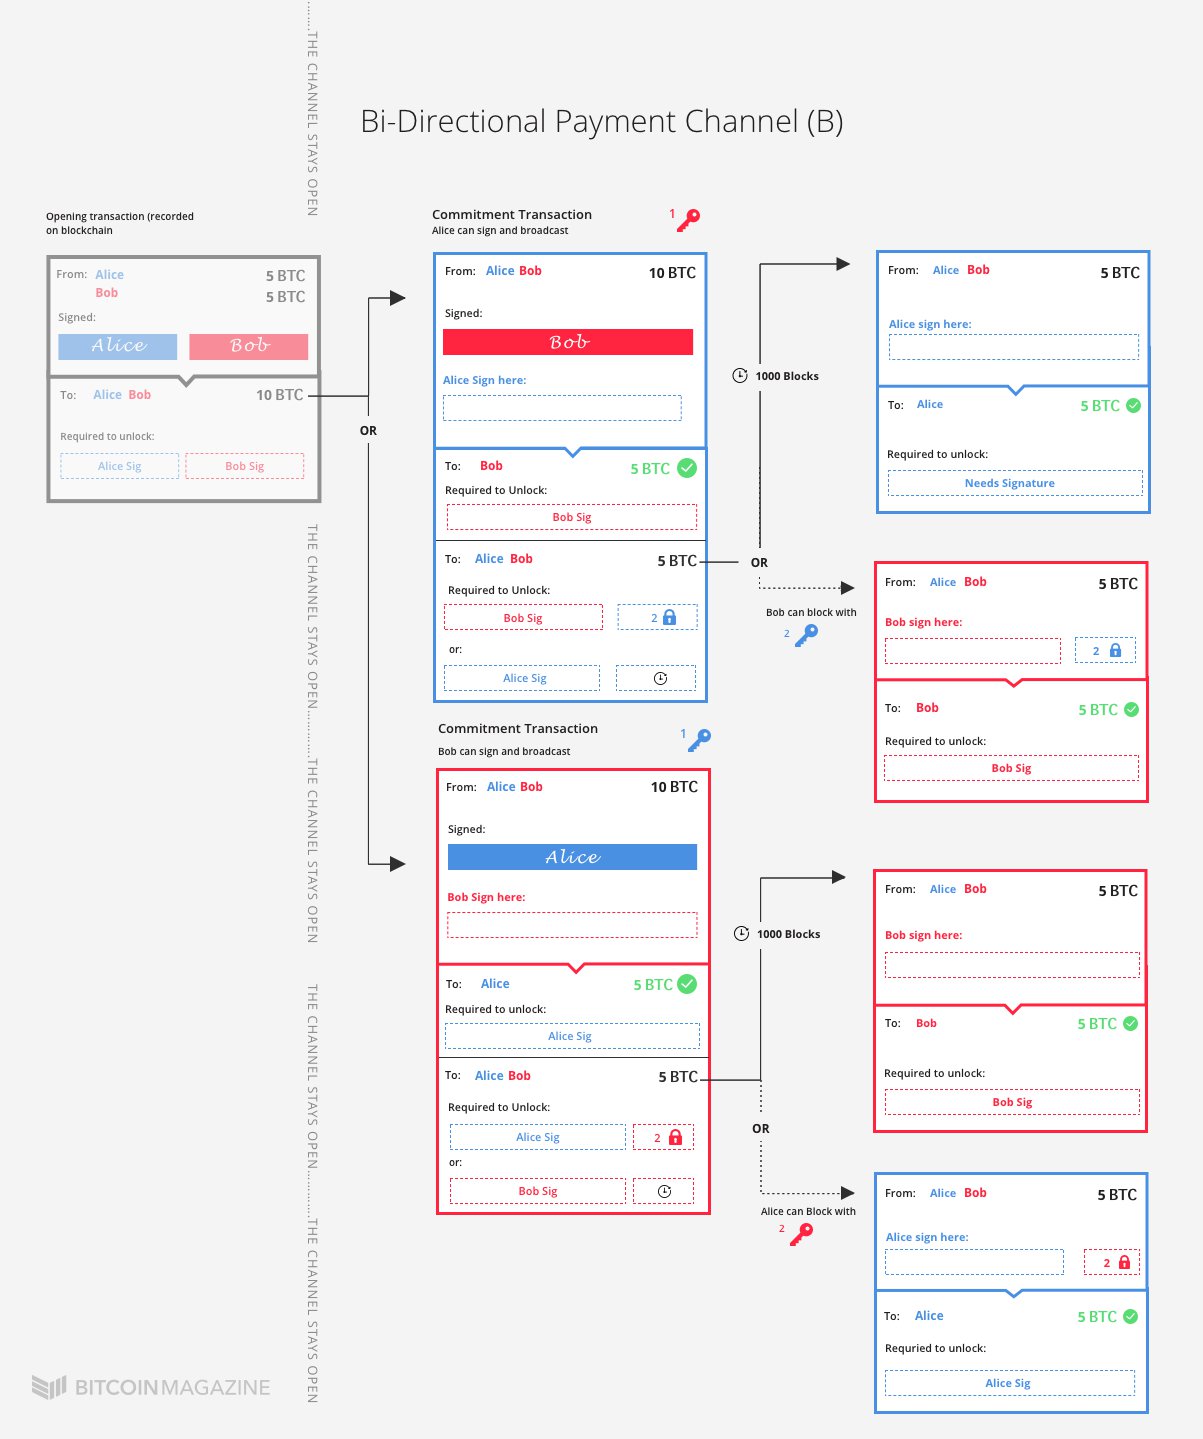 ........THE CHANNEL STAYS OPEN
Bi-Directional Payment Channel (B)
Opening transaction (recorded
on blockchain
From: Alice 5 BTC
Bob 5 BTC
Signed:
Alice Bob
To: Alice Bob 10 BTC
Required to unlock:
Alice Sig Bob Sig
OR
THE CHANNEL STAYS OPEN............THE CHANNEL STAYS OPEN
THE CHANNEL STAYS OPEN............THE CHANNEL STAYS OPEN
Commitment Transaction
Alice can sign and broadcast
1
From: Alice Bob 10 BTC
Signed:
Bob
Alice Sign here:
To: Bob 5 BTC
Required to Unlock:
Bob Sig
To: Alice Bob 5 BTC
Required to Unlock:
Bob Sig 2
or:
Alice Sig
1000 Blocks
OR
Bob can block with
2
From: Alice Bob 5 BTC
Alice sign here:
To: Alice 5 BTC
Required to unlock:
Needs Signature
From: Alice Bob 5 BTC
Bob sign here:
2
To: Bob 5 BTC
Required to unlock:
Bob Sig
Commitment Transaction
Bob can sign and broadcast
1
From: Alice Bob 10 BTC
Signed:
Alice
Bob Sign here:
To: Alice 5 BTC
Required to unlock:
Alice Sig
To: Alice Bob 5 BTC
Required to Unlock:
Alice Sig 2
or:
Bob Sig
1000 Blocks
OR
Alice can Block with
2
From: Alice Bob 5 BTC
Bob sign here:
To: Bob 5 BTC
Required to unlock:
Bob Sig
From: Alice Bob 5 BTC
Alice sign here:
2
To: Alice 5 BTC
Requried to unlock:
Alice Sig
BITCOINMAGAZINE